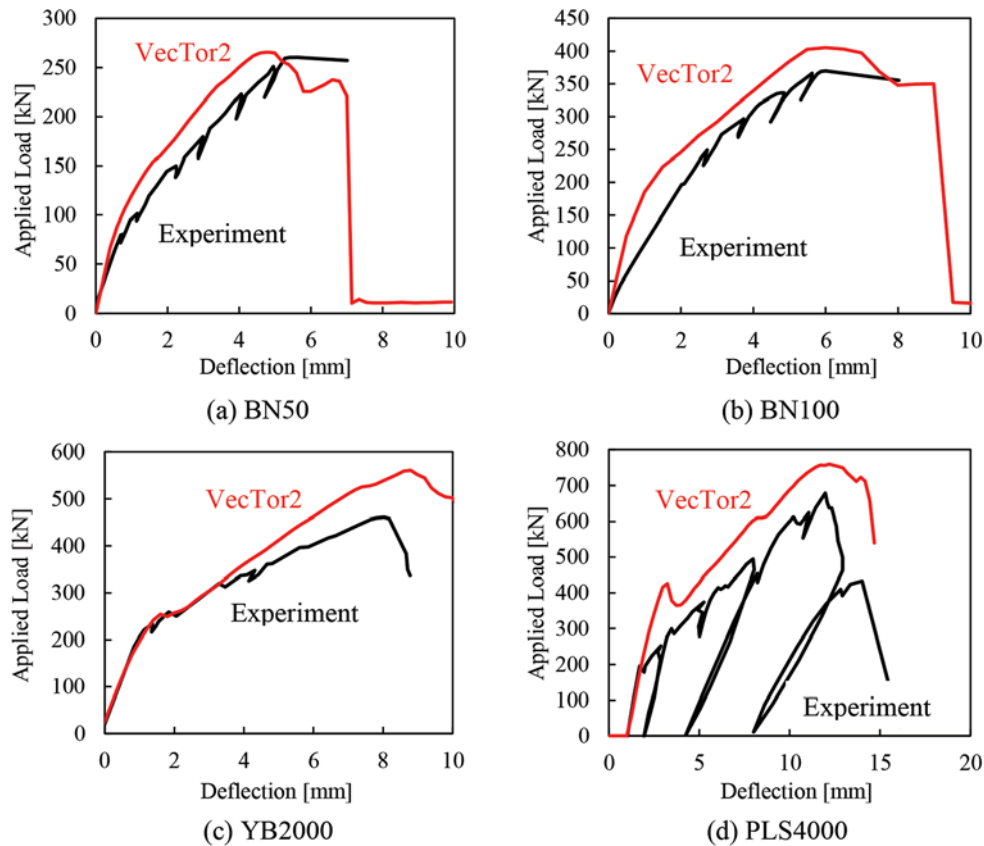 300
250
200
150
100
50
0
Applied Load [kN]
VecTor2
Experiment
0 2 4 6 8 10
Deflection [mm]
(a) BN50
450
400
350
300
250
200
150
100
50
0
Applied Load [kN]
VecTor2
Experiment
0 2 4 6 8 10
Deflection [mm]
(b) BN100
600
500
400
300
200
100
0
Applied Load [kN]
VecTor2
Experiment
0 2 4 6 8 10
Deflection [mm]
(c) YB2000
800
700
600
500
400
300
200
100
0
Applied Load [kN]
VecTor2
Experiment
0 5 10 15 20
Deflection [mm]
(d) PLS4000